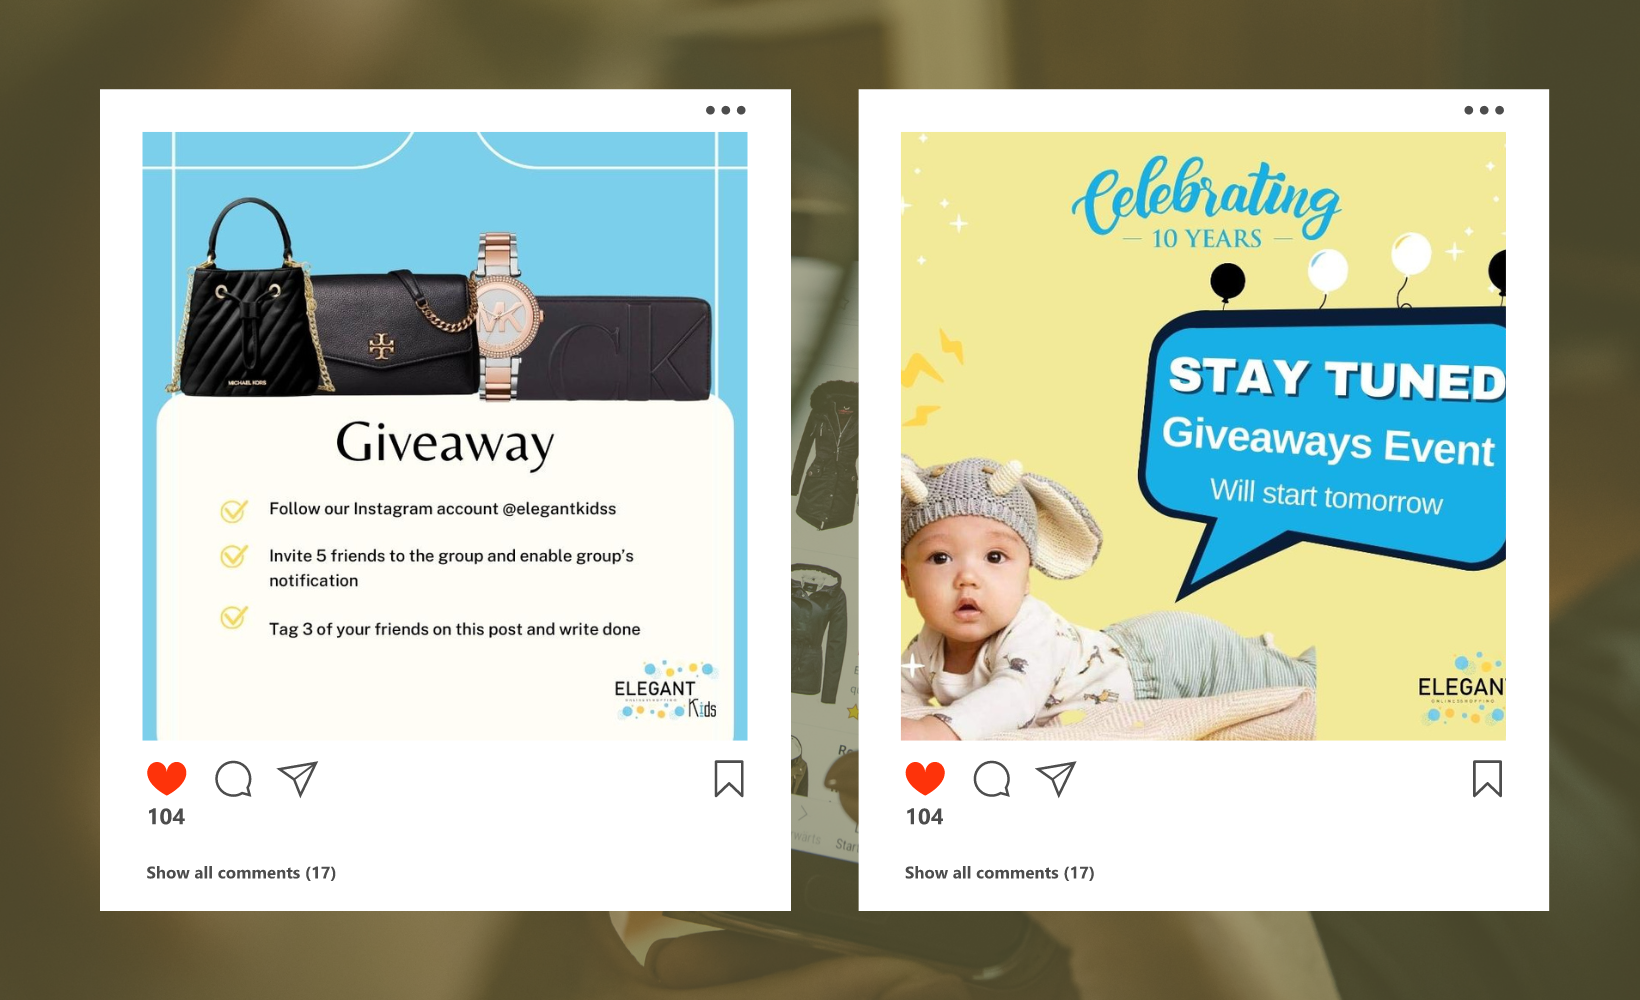 MICHAEL KORS
MK
CK
Giveaway
Follow our Instagram account @elegantkidss
Invite 5 friends to the group and enable group's
notification
Tag 3 of your friends on this post and write done
ELEGANT
ONLINESHOPPING
Kids
104
Show all comments (17)
Celebrating
10 YEARS
STAY TUNED
Giveaways Event
Will start tomorrow
ELEGAN
ONLINESHOPPING
104
Show all comments (17)